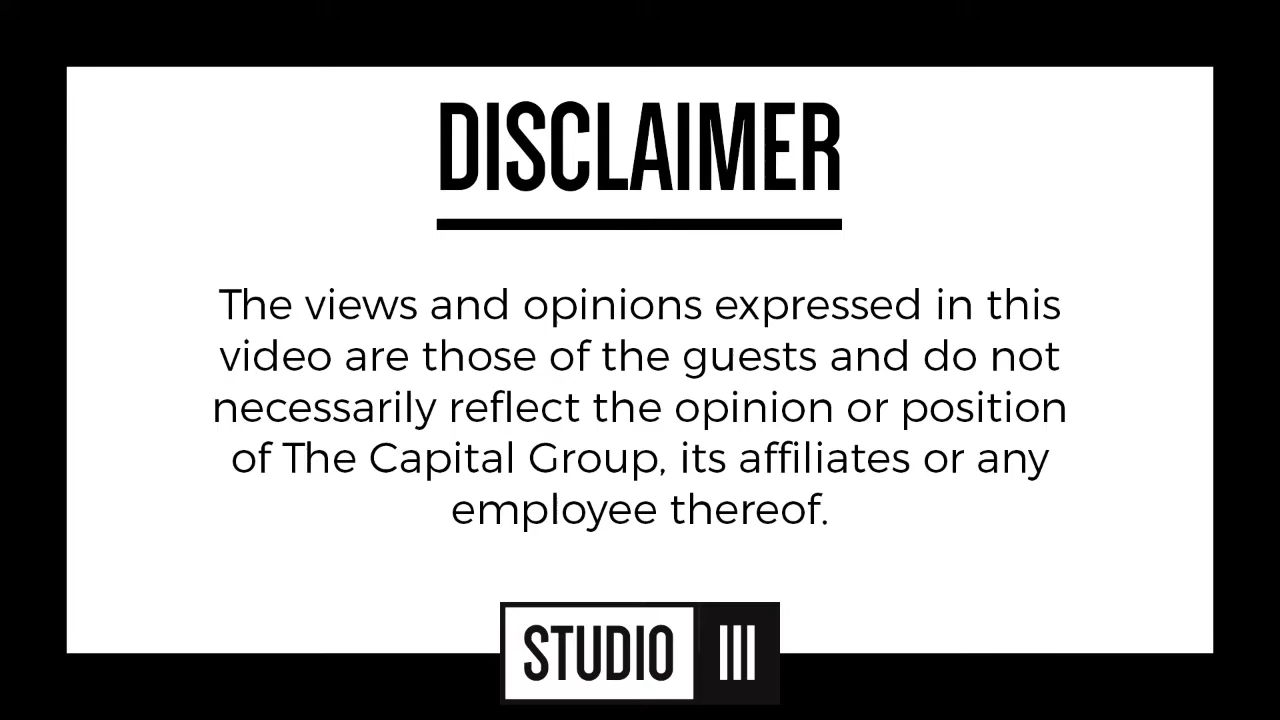 DISCLAIMER
The views and opinions expressed in this
video are those of the guests and do not
necessarily reflect the opinion or position
of The Capital Group, its affiliates or any
employee thereof.
STUDIO III